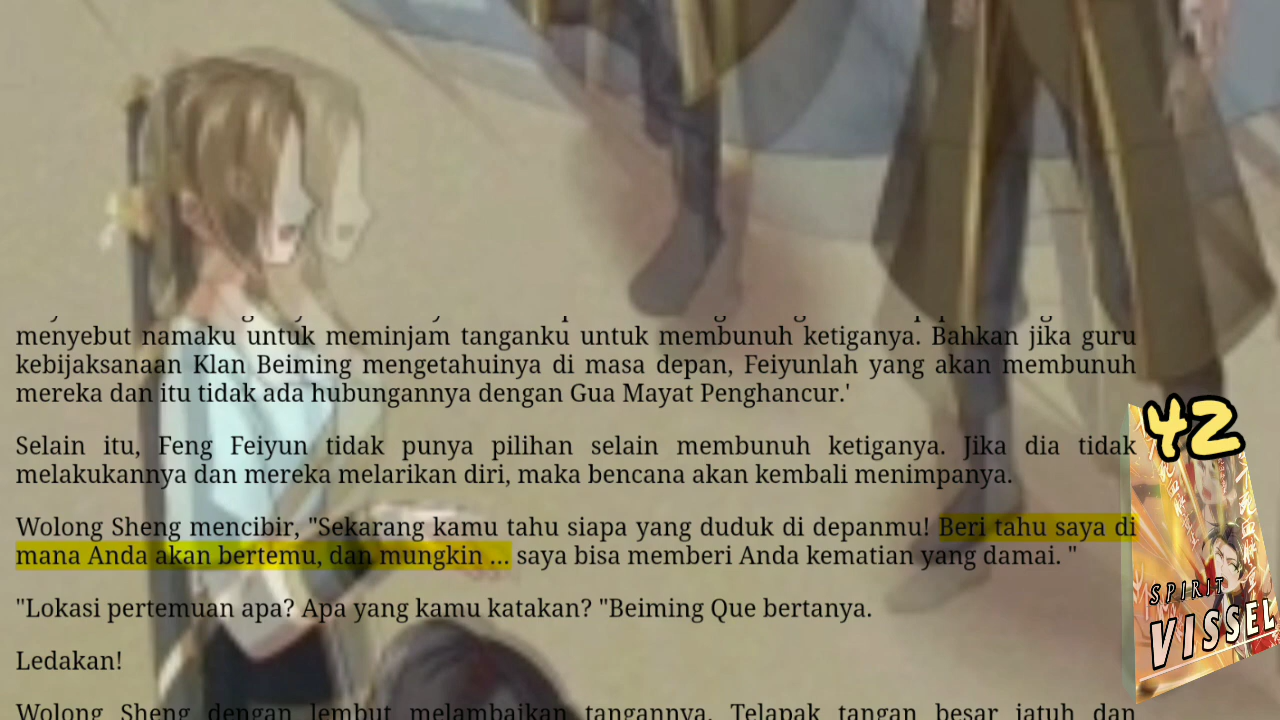 menyebut namaku untuk meminjam tanganku untuk membunuh ketiganya. Bahkan jika guru
kebijaksanaan Klan Beiming mengetahuinya di masa depan, Feiyunlah yang akan membunuh
mereka dan itu tidak ada hubungannya dengan Gua Mayat Penghancur.'
Selain itu, Feng Feiyun tidak punya pilihan selain membunuh ketiganya. Jika dia tidak
melakukannya dan mereka melarikan diri, maka bencana akan kembali menimpanya.
Wolong Sheng mencibir, "Sekarang kamu tahu siapa yang duduk di depanmu! Beri tahu saya di
mana Anda akan bertemu, dan mungkin ... saya bisa memberi Anda kematian yang damai. "
"Lokasi pertemuan apa? Apa yang kamu katakan? "Beiming Que bertanya.
Ledakan!
Wolong Sheng dengan lembut melambaikan tangannya. Telapak tangan besar jatuh dan
42
SPIRIT
VISSEL